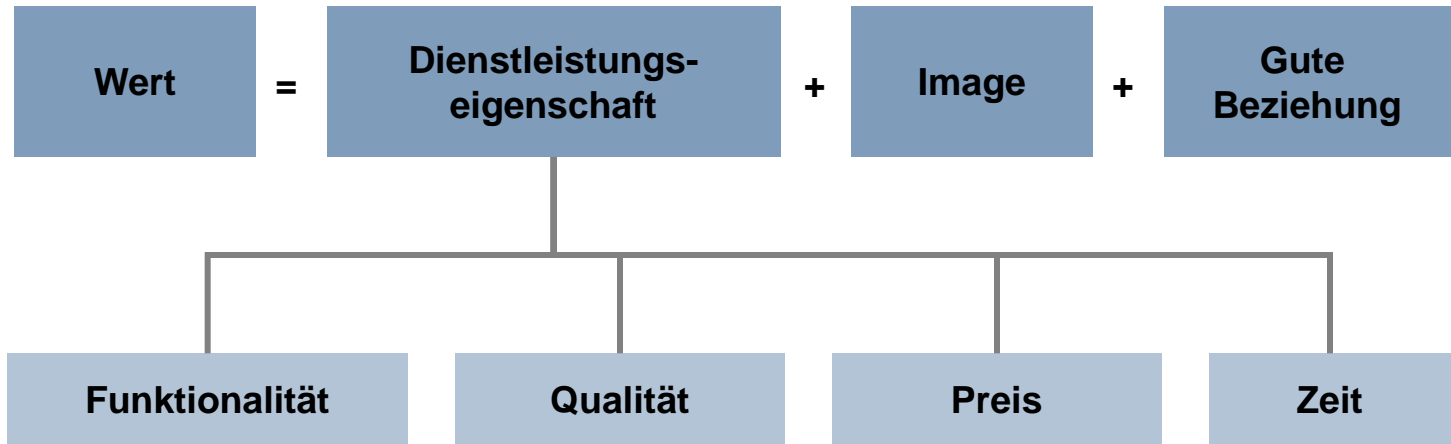 Wert = Dienstleistungs- + Image + Gute
eigenschaft Beziehung
Funktionalität Qualität Preis Zeit